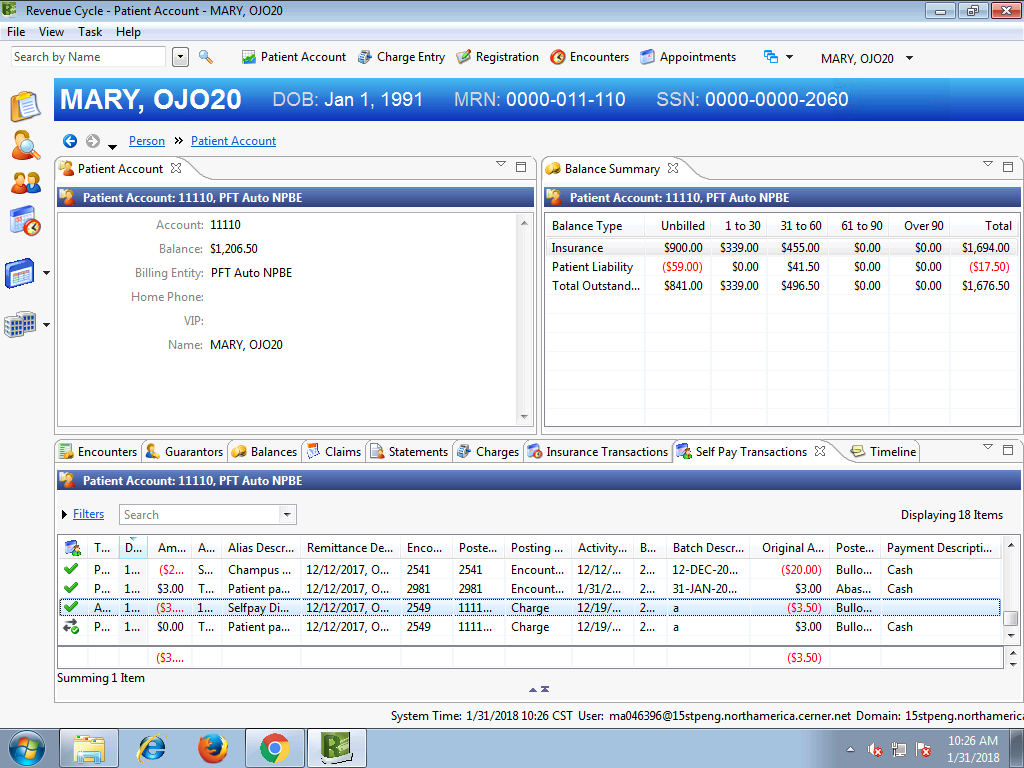 Revenue Cycle - Patient Account - MARY, OJO20
File View Task Help
Search by Name Patient Account Charge Entry Registration Encounters Appointments MARY, OJO20
MARY, OJO20 DOB: Jan 1, 1991 MRN: 0000-011-110 SSN: 0000-0000-2060
Person » Patient Account
Patient Account
Patient Account: 11110, PFT Auto NPBE
Account: 11110
Balance: $1,206.50
Billing Entity: PFT Auto NPBE
Home Phone:
VIP:
Name: MARY, OJO20
Balance Summary
Patient Account: 11110, PFT Auto NPBE
Balance Type Unbilled 1 to 30 31 to 60 61 to 90 Over 90 Total
Insurance $900.00 $339.00 $455.00 $0.00 $0.00 $1,694.00
Patient Liability ($59.00) $0.00 $41.50 $0.00 $0.00 ($17.50)
Total Outstand... $841.00 $339.00 $496.50 $0.00 $0.00 $1,676.50
Encounters Guarantors Balances Claims Statements Charges Insurance Transactions Self Pay Transactions Timeline
Patient Account: 11110, PFT Auto NPBE
Filters Search Displaying 18 Items
T... D... Am... A... Alias Descr... Remittance De... Enco... Poste... Posting ... Activity... B... Batch Descr... Original A... Poste... Payment Descripti...
P... 1... ($2... S... Champus ... 12/12/2017, O... 2541 2541 Encount... 12/12/... 2... 12-DEC-20... ($20.00) Bullo... Cash
P... 1... $3.00 T... Patient pa... 12/12/2017, O... 2981 2981 Encount... 1/31/2... 2... 31-JAN-20... $3.00 Abas... Cash
A... 1... ($3.... 1... Selfpay Di... 12/12/2017, O... 2549 1111... Charge 12/19/... 2... a ($3.50) Bullo...
P... 1... $0.00 T... Patient pa... 12/12/2017, O... 2549 1111... Charge 12/19/... 2... a $3.00 Bullo... Cash
($3.... ($3.50)
Summing 1 Item
System Time: 1/31/2018 10:26 CST User: ma046396@15stpeng.northamerica.cerner.net Domain: 15stpeng.northamerica
10:26 AM
1/31/2018